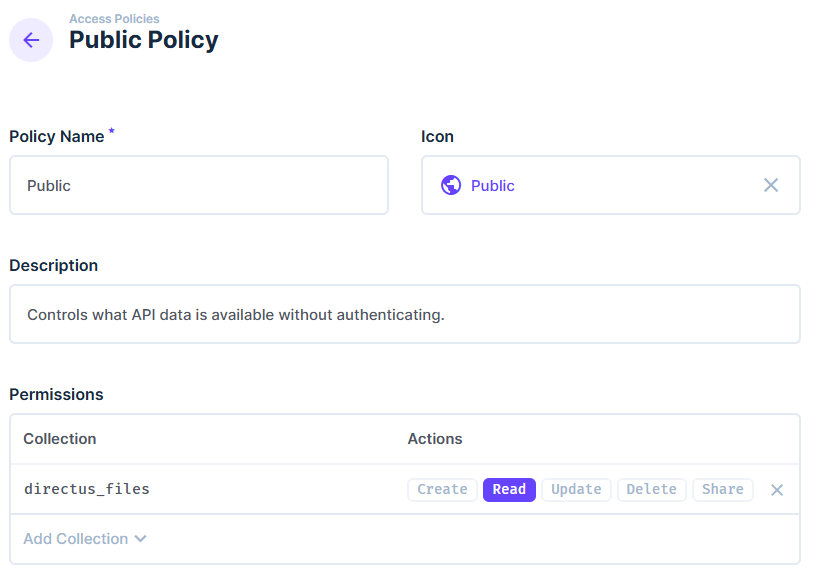 Access Policies
Public Policy
Policy Name *
Icon
Public
Public
Description
Controls what API data is available without authenticating.
Permissions
Collection Actions
directus_files Create Read Update Delete Share
Add Collection